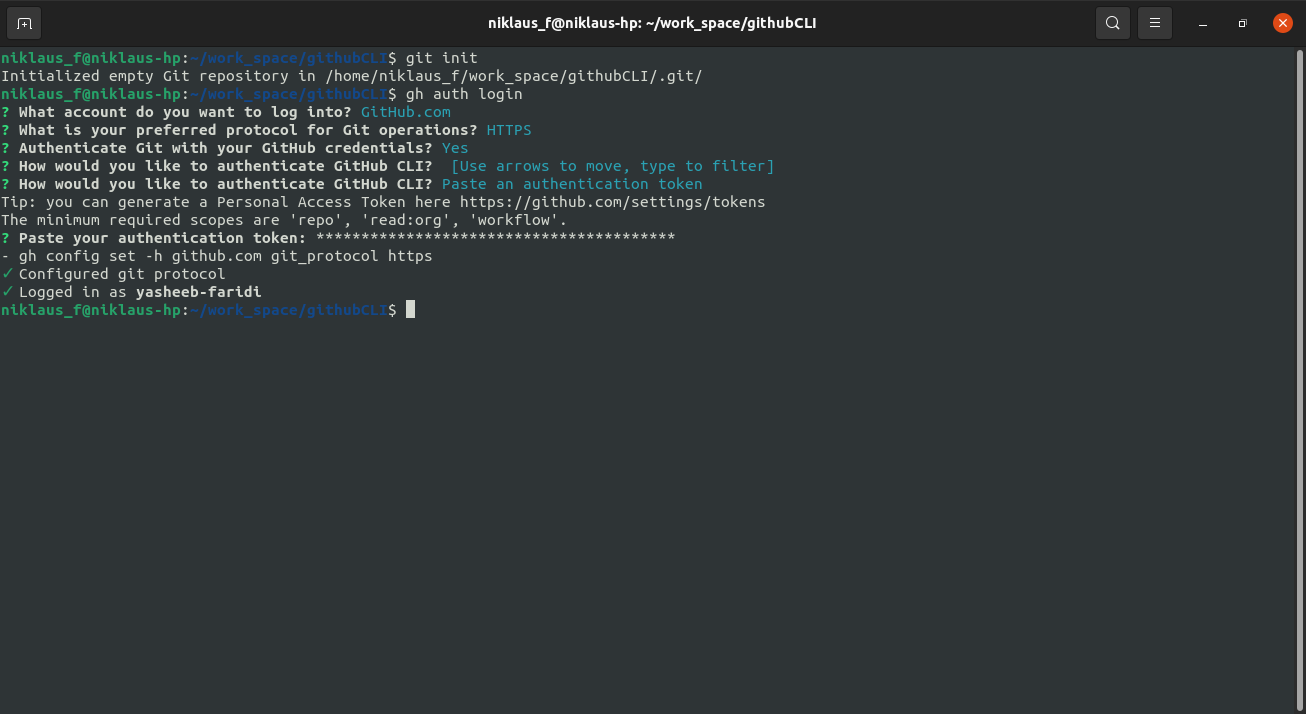 niklaus_f@niklaus-hp: ~/work_space/githubCLI
niklaus_f@niklaus-hp:~/work_space/githubCLI$ git init
Initialized empty Git repository in /home/niklaus_f/work_space/githubCLI/.git/
niklaus_f@niklaus-hp:~/work_space/githubCLI$ gh auth login
? What account do you want to log into? GitHub.com
? What is your preferred protocol for Git operations? HTTPS
? Authenticate Git with your GitHub credentials? Yes
? How would you like to authenticate GitHub CLI?  [Use arrows to move, type to filter]
? How would you like to authenticate GitHub CLI? Paste an authentication token
Tip: you can generate a Personal Access Token here https://github.com/settings/tokens
The minimum required scopes are 'repo', 'read:org', 'workflow'.
? Paste your authentication token: ****************************************
- gh config set -h github.com git_protocol https
✓ Configured git protocol
✓ Logged in as yasheeb-faridi
niklaus_f@niklaus-hp:~/work_space/githubCLI$